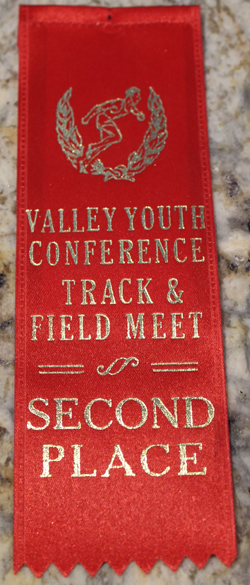 VALLEY YOUTH
CONFERENCE
TRACK &
FIELD MEET
SECOND
PLACE